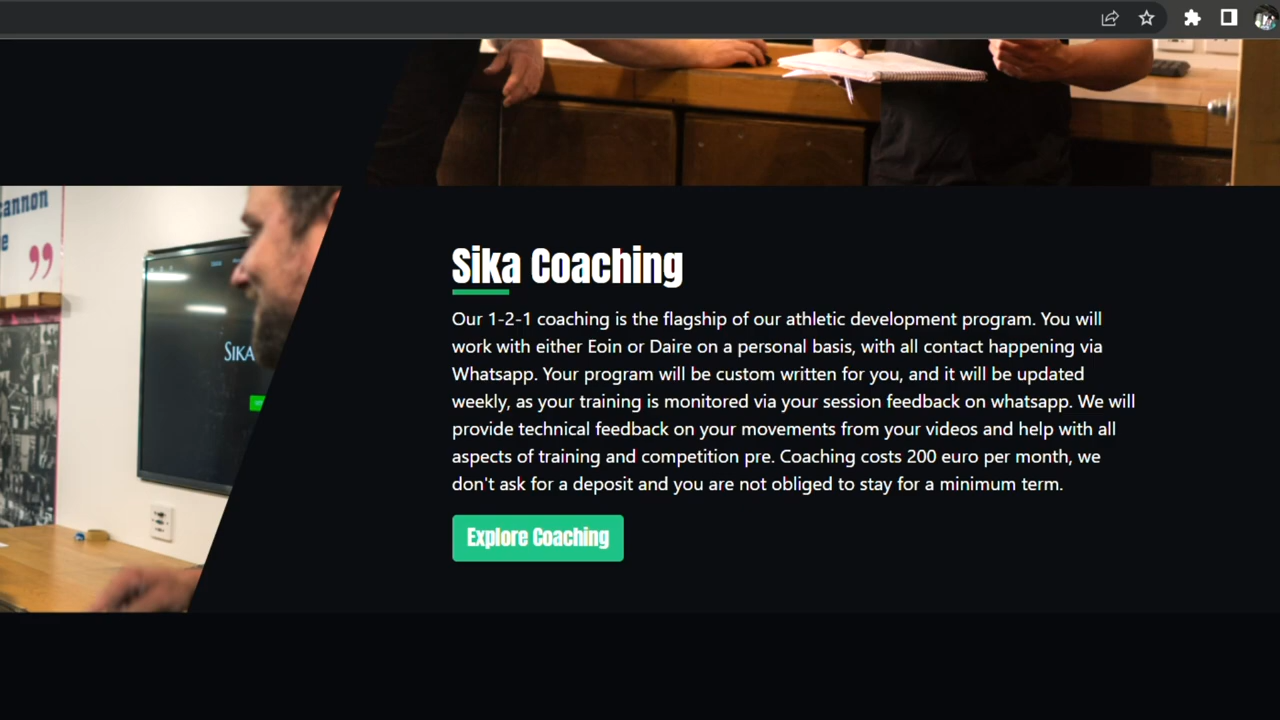 cannon
e
”
SIKA
Sika Coaching
Our 1-2-1 coaching is the flagship of our athletic development program. You will
work with either Eoin or Daire on a personal basis, with all contact happening via
Whatsapp. Your program will be custom written for you, and it will be updated
weekly, as your training is monitored via your session feedback on whatsapp. We will
provide technical feedback on your movements from your videos and help with all
aspects of training and competition pre. Coaching costs 200 euro per month, we
don't ask for a deposit and you are not obliged to stay for a minimum term.
Explore Coaching